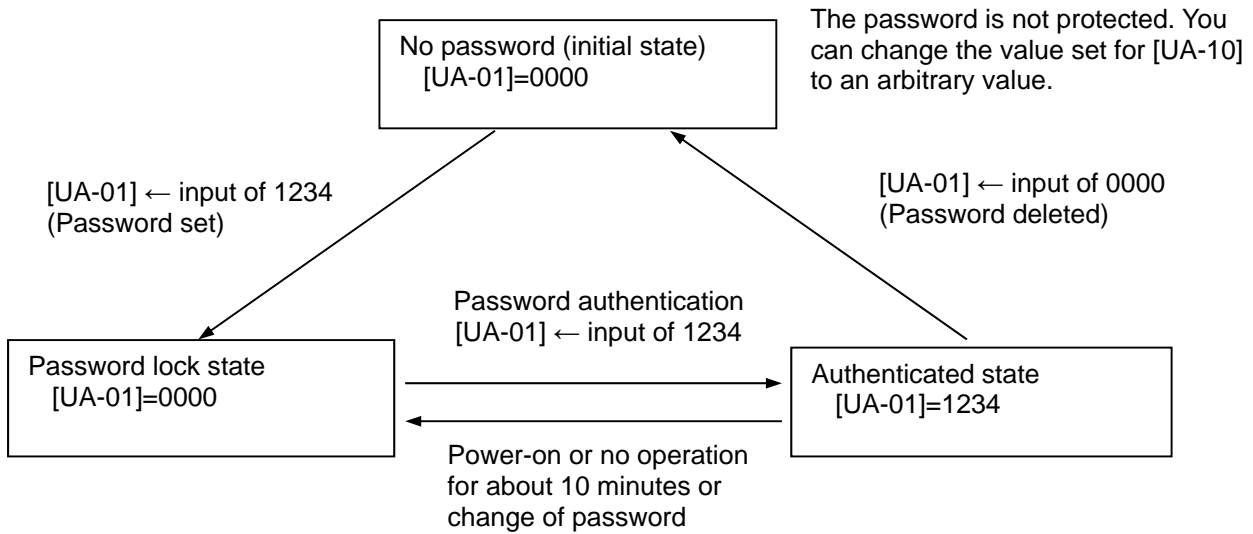 No password (initial state)
[UA-01]=0000
The password is not protected. You
can change the value set for [UA-10]
to an arbitrary value.
[UA-01] ← input of 1234
(Password set)
[UA-01] ← input of 0000
(Password deleted)
Password authentication
[UA-01] ← input of 1234
Password lock state
[UA-01]=0000
Authenticated state
[UA-01]=1234
Power-on or no operation
for about 10 minutes or
change of password